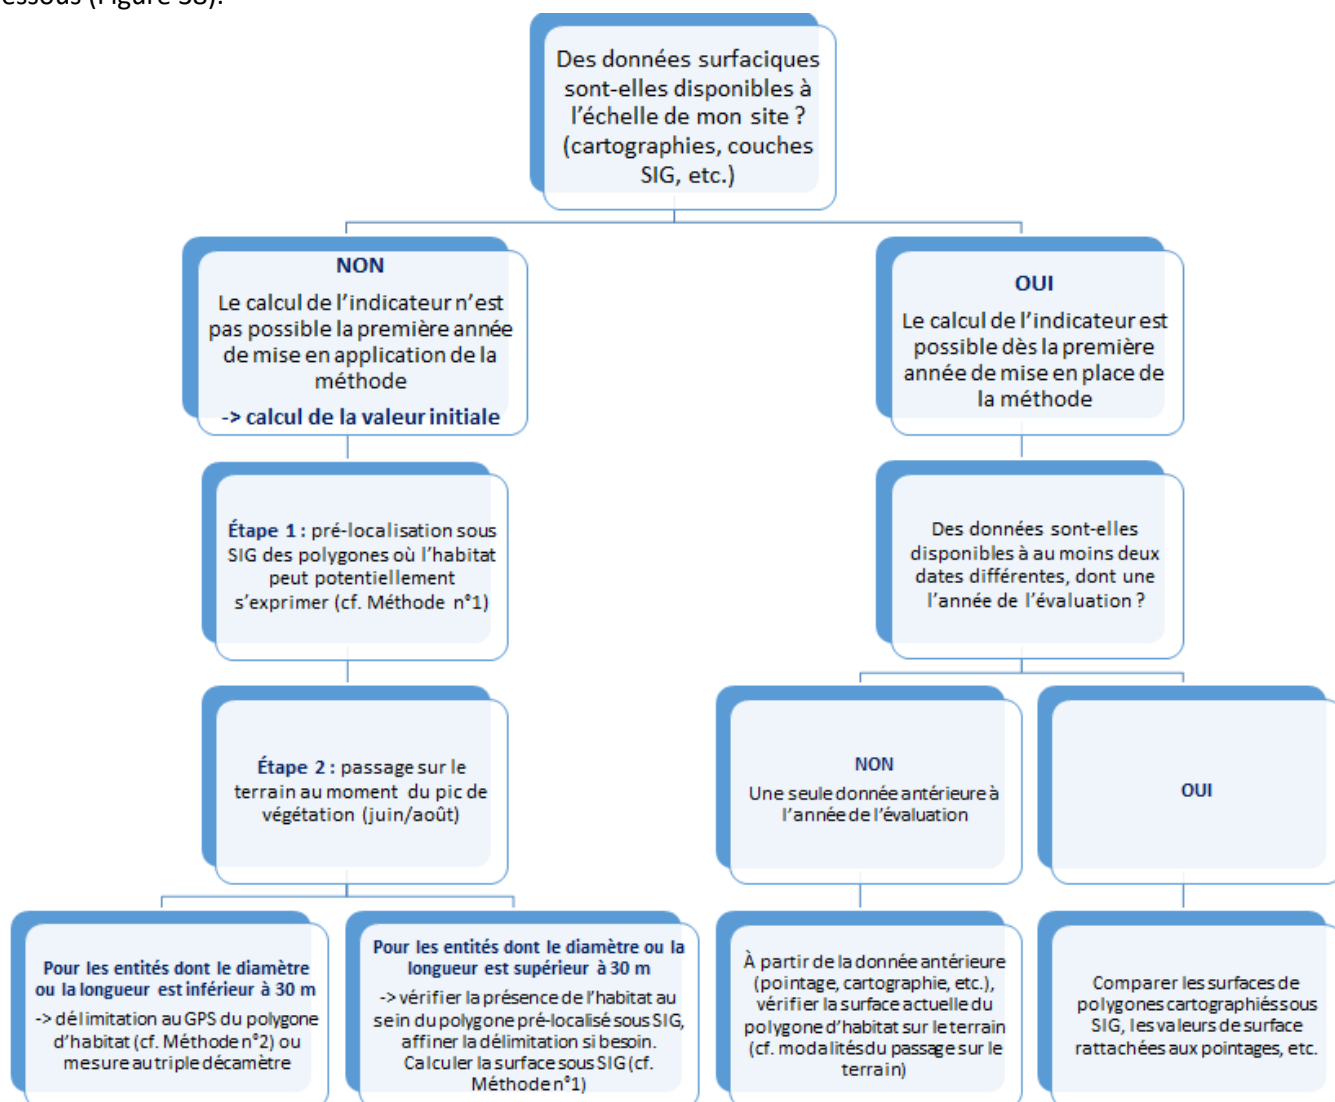 essous (Figure 38).
Des données surfaciques
sont-elles disponibles à
l’échelle de mon site ?
(cartographies, couches
SIG, etc.)
NON
Le calcul de l’indicateur n’est
pas possible la première année
de mise en application de la
méthode
-> calcul de la valeur initiale
OUI
Le calcul de l’indicateur est
possible dès la première
année de mise en place de
la méthode
Étape 1 : pré-localisation sous
SIG des polygones où l’habitat
peut potentiellement
s’exprimer (cf. Méthode n°1)
Des données sont-elles
disponibles à au moins deux
dates différentes, dont une
l’année de l’évaluation ?
Étape 2 : passage sur le
terrain au moment du pic de
végétation (juin/août)
NON
Une seule donnée antérieure à
l’année de l’évaluation
OUI
Pour les entités dont le diamètre
ou la longueur est inférieur à 30 m
-> délimitation au GPS du polygone
d’habitat (cf. Méthode n°2) ou
mesure au triple décamètre
Pour les entités dont le diamètre ou la
longueur est supérieur à 30 m
-> vérifier la présence de l’habitat au
sein du polygone pré-localisé sous SIG,
affiner la délimitation si besoin.
Calculer la surface sous SIG (cf.
Méthode n°1)
À partir de la donnée antérieure
(pointage, cartographie, etc.),
vérifier la surface actuelle du
polygone d’habitat sur le terrain
(cf. modalités du passage sur le
terrain)
Comparer les surfaces de
polygones cartographiés sous
SIG, les valeurs de surface
rattachées aux pointages, etc.